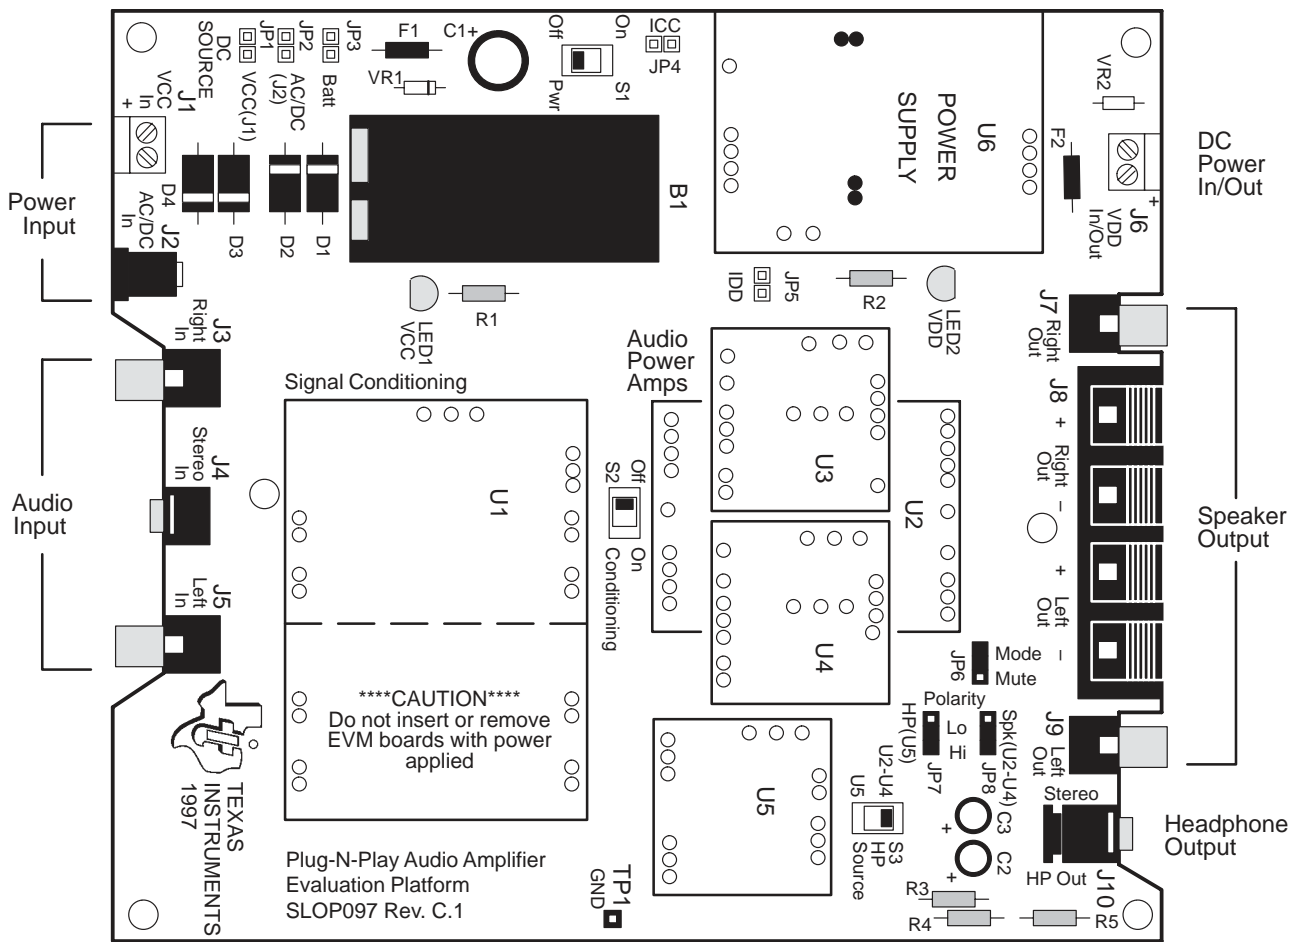 DC
SOURCE
JP1
VCC(J1)
JP2
AC/DC
(J2)
JP3
Batt
F1
C1+
VR1
Off
On
Pwr
S1
ICC
JP4
U6
POWER
SUPPLY
VR2
F2
J1
VCC
In
+
D4
AC/DC
In
J2
D3
D2
D1
B1
J6
VDD
In/Out
+
DC
Power
In/Out
Power
Input
J3
Right
In
LED1
VCC
R1
IDD
JP5
R2
LED2
VDD
J7
Right
Out
Signal Conditioning
Audio
Power
Amps
J8
+
Right
Out
–
+
Left
Out
–
Audio
Input
J4
Stereo
In
U1
S2
Off
On
Conditioning
U3
U2
U4
Speaker
Output
J5
Left
In
JP6
Mode
Mute
Polarity
HP(U5)
Lo
Hi
JP7
Spk(U2-U4)
JP8
J9
Left
Out
****CAUTION****
Do not insert or remove
EVM boards with power
applied
TEXAS
INSTRUMENTS
1997
U5
U5
U2-U4
S3
HP
Source
+
C3
C2
+
Stereo
HP Out
J10
Headphone
Output
Plug-N-Play Audio Amplifier
Evaluation Platform
SLOP097 Rev. C.1
TP1
GND
R3
R4
R5